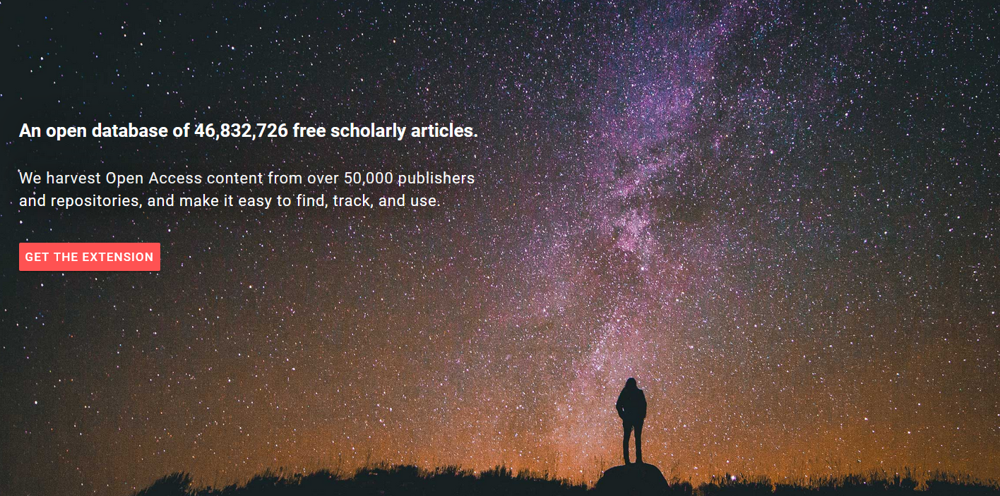 An open database of 46,832,726 free scholarly articles.
We harvest Open Access content from over 50,000 publishers
and repositories, and make it easy to find, track, and use.
GET THE EXTENSION